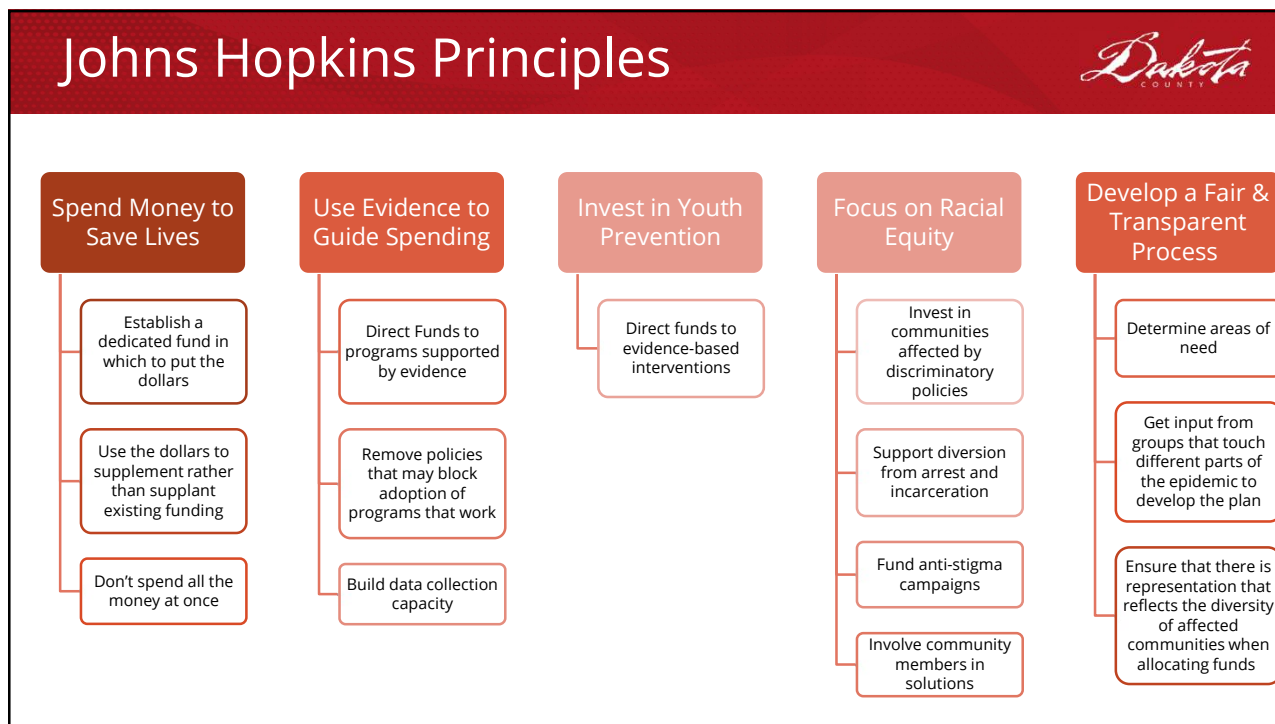 Johns Hopkins Principles
Dakota
COUNTY
Spend Money to
Save Lives
Establish a
dedicated fund in
which to put the
dollars
Use the dollars to
supplement rather
than supplant
existing funding
Don’t spend all the
money at once
Use Evidence to
Guide Spending
Direct Funds to
programs supported
by evidence
Remove policies
that may block
adoption of
programs that work
Build data collection
capacity
Invest in Youth
Prevention
Direct funds to
evidence-based
interventions
Focus on Racial
Equity
Invest in
communities
affected by
discriminatory
policies
Support diversion
from arrest and
incarceration
Fund anti-stigma
campaigns
Involve community
members in
solutions
Develop a Fair &
Transparent
Process
Determine areas of
need
Get input from
groups that touch
different parts of
the epidemic to
develop the plan
Ensure that there is
representation that
reflects the diversity
of affected
communities when
allocating funds